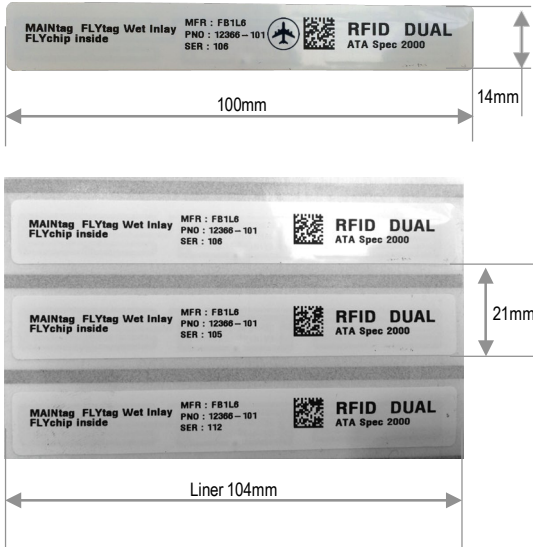 MAINtag FLYtag Wet Inlay
FLYchip inside
MFR : FB1L6
PNO : 12366-101
SER : 106
RFID DUAL
ATA Spec 2000
100mm
14mm
MAINtag FLYtag Wet Inlay
FLYchip inside
MFR : FB1L6
PNO : 12366-101
SER : 106
RFID DUAL
ATA Spec 2000
MAINtag FLYtag Wet Inlay
FLYchip inside
MFR : FB1L6
PNO : 12366-101
SER : 105
RFID DUAL
ATA Spec 2000
21mm
MAINtag FLYtag Wet Inlay
FLYchip inside
MFR : FB1L6
PNO : 12366-101
SER : 112
RFID DUAL
ATA Spec 2000
Liner 104mm